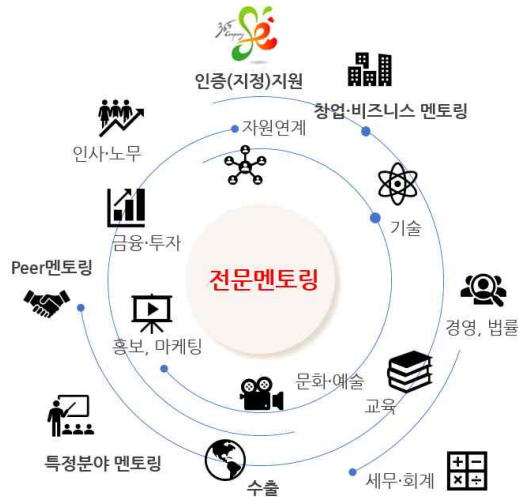 인증(지정)지원
창업·비즈니스 멘토링
자원연계
인사·노무
기술
금융·투자
Peer멘토링
전문멘토링
홍보, 마케팅
경영, 법률
문화·예술
교육
특정분야 멘토링
수출
세무·회계